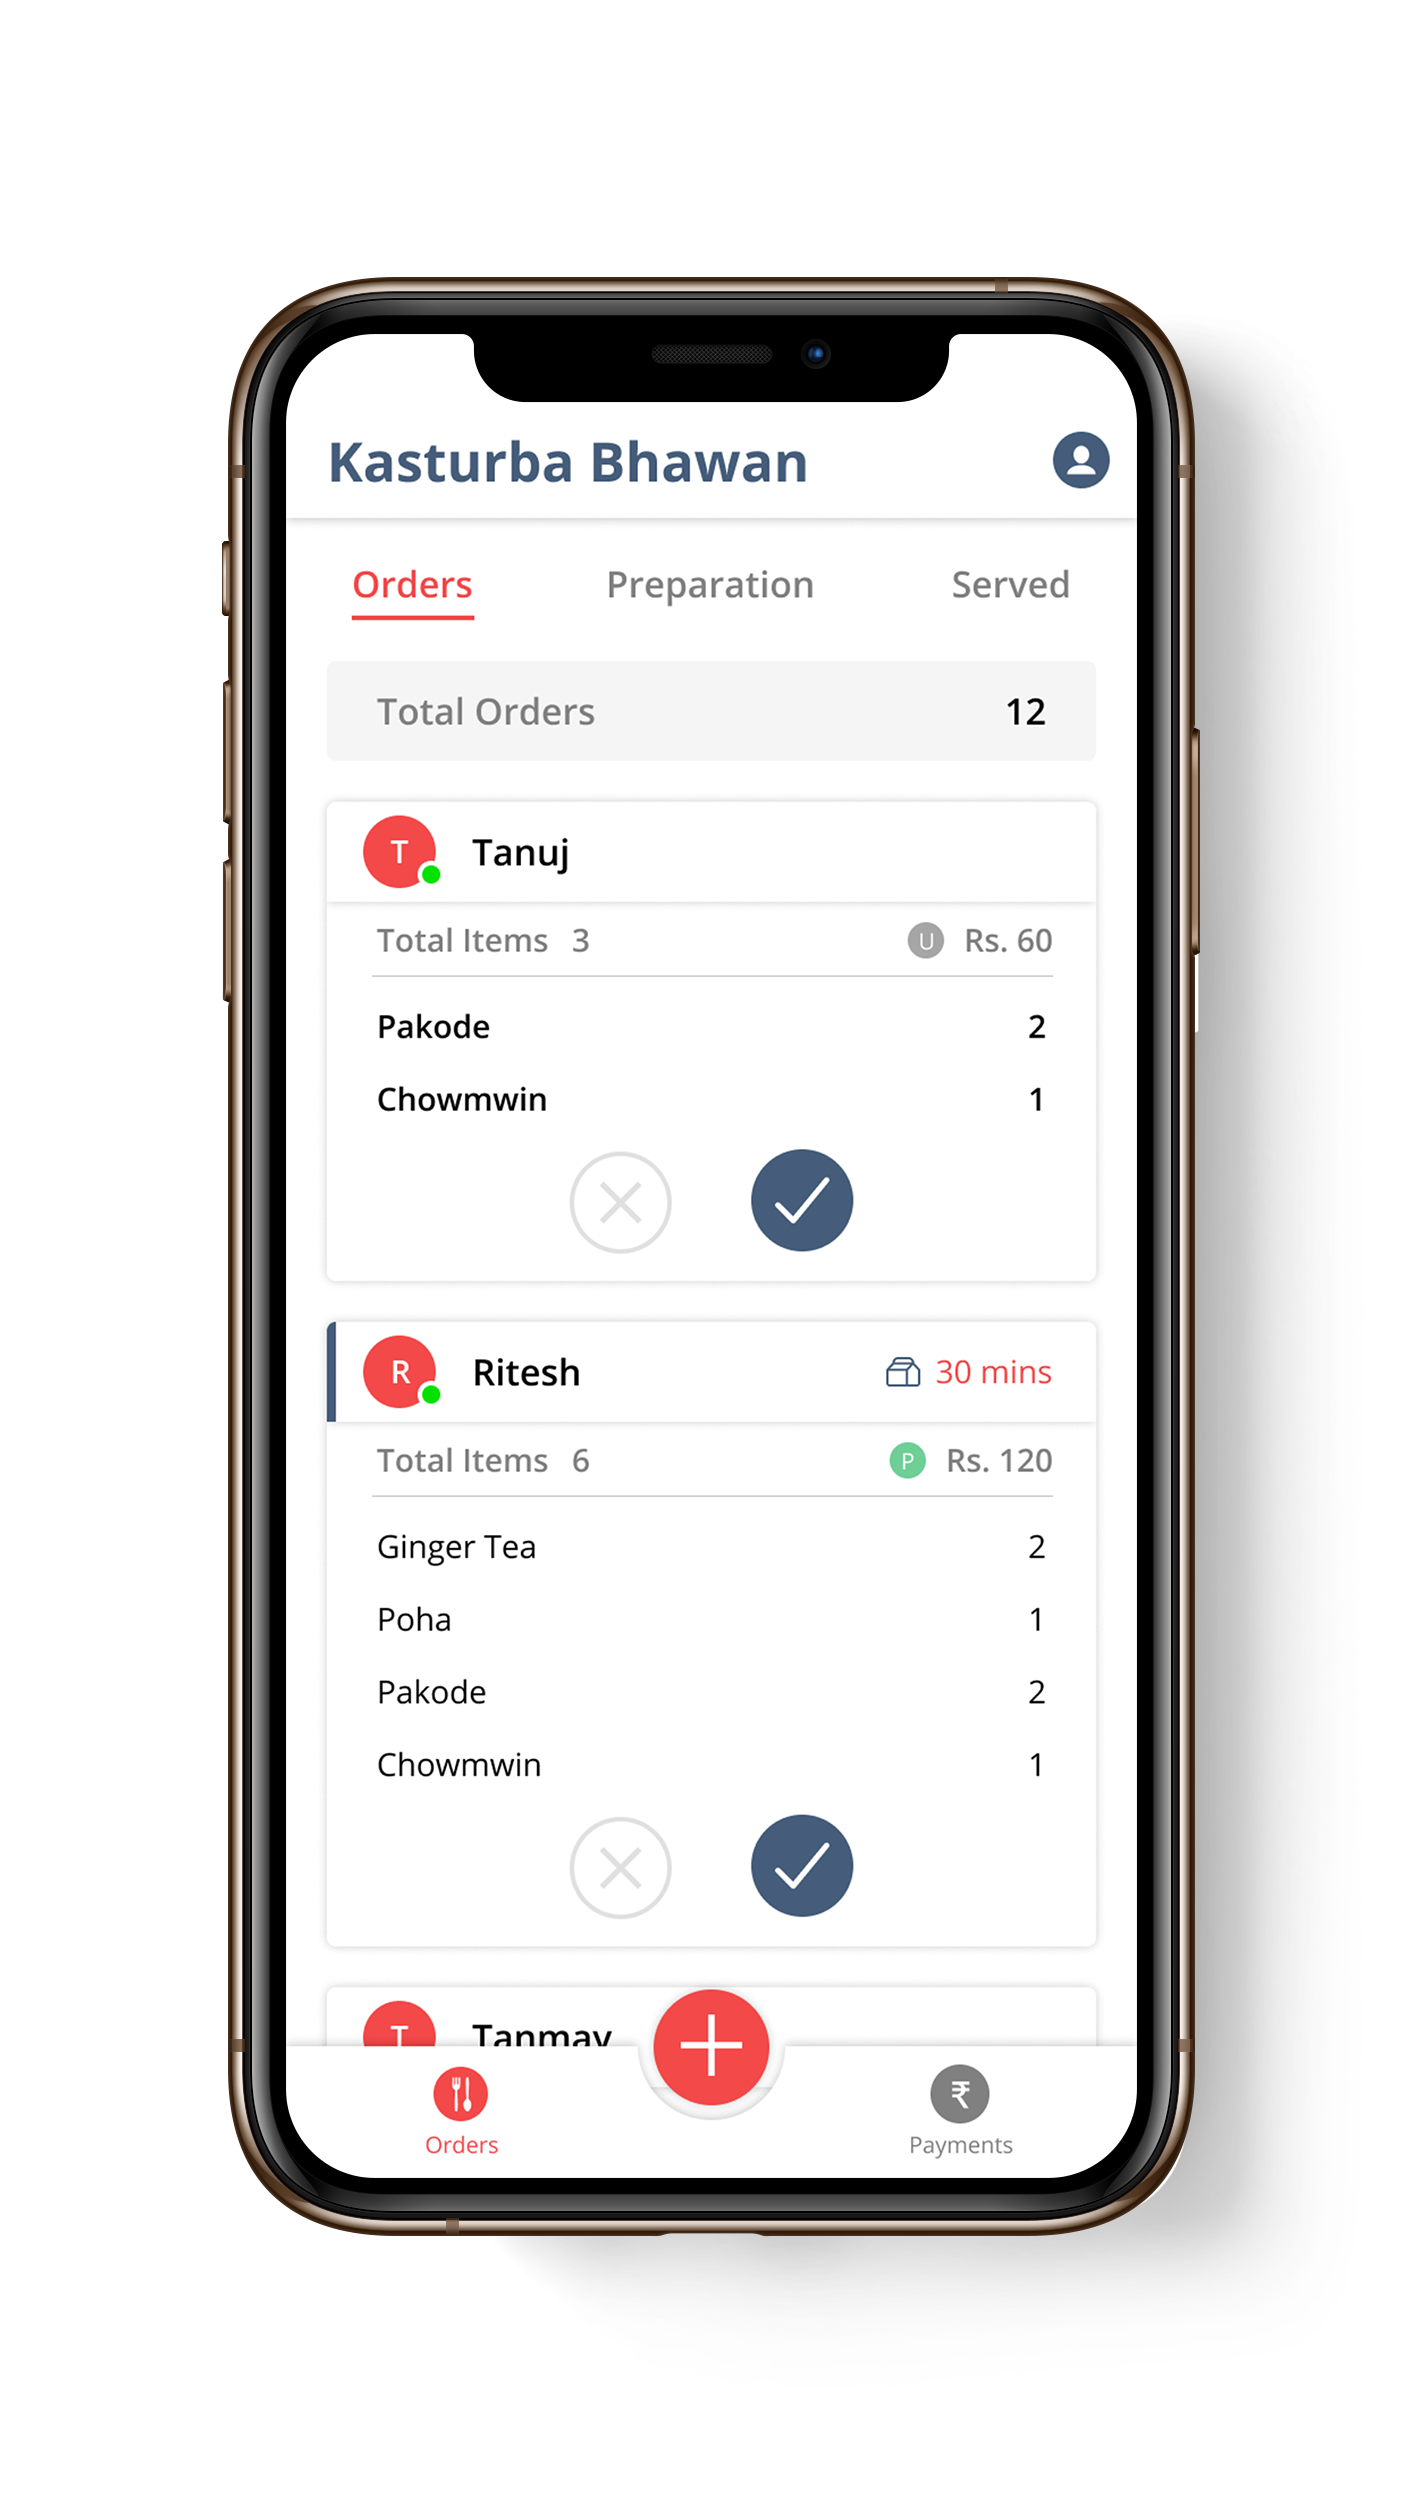 Kasturba Bhawan
Orders Preparation Served
Total Orders 12
T Tanuj
Total Items 3 U Rs. 60
Pakode 2
Chowmwin 1
R Ritesh 30 mins
Total Items 6 P Rs. 120
Ginger Tea 2
Poha 1
Pakode 2
Chowmwin 1
T Tanmay
₹
Orders Payments